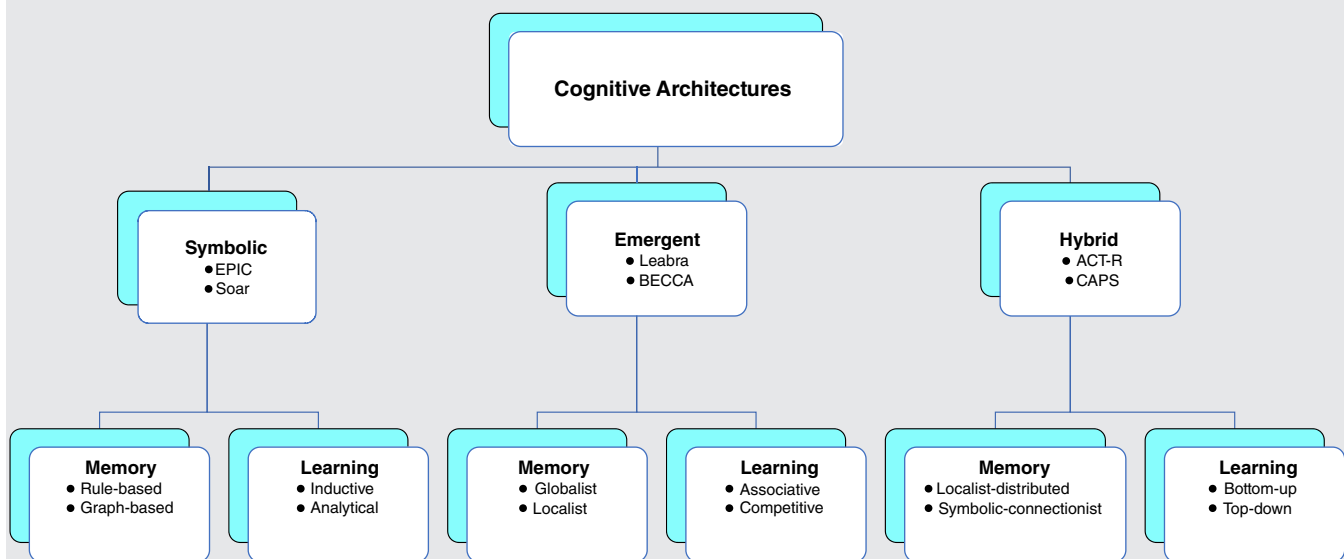 Cognitive Architectures
Symbolic
● EPIC
● Soar
Emergent
● Leabra
● BECCA
Hybrid
● ACT-R
● CAPS
Memory
● Rule-based
● Graph-based
Learning
● Inductive
● Analytical
Memory
● Globalist
● Localist
Learning
● Associative
● Competitive
Memory
● Localist-distributed
● Symbolic-connectionist
Learning
● Bottom-up
● Top-down